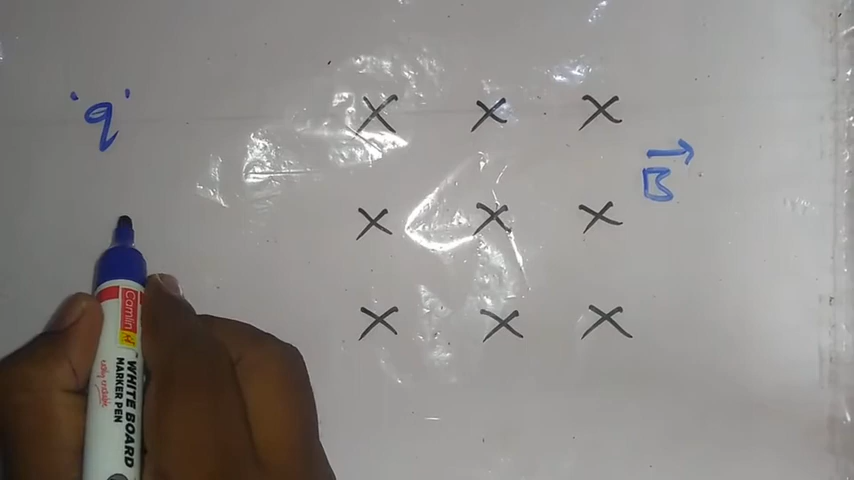 'q'
X X X
B
X X X
X X X
Camlin
WHITE BOARD
MARKER PEN